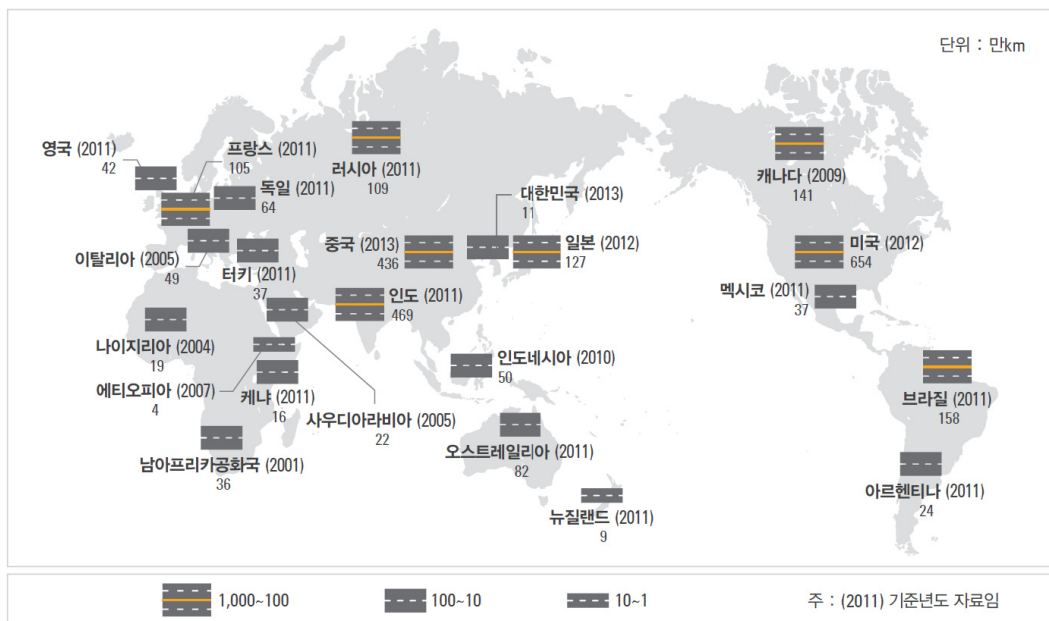 단위 : 만km
영국 (2011)
42
프랑스 (2011)
105
독일 (2011)
64
러시아 (2011)
109
대한민국 (2013)
11
캐나다 (2009)
141
이탈리아 (2005)
49
터키 (2011)
37
중국 (2013)
436
일본 (2012)
127
미국 (2012)
654
멕시코 (2011)
37
인도 (2011)
469
나이지리아 (2004)
19
에티오피아 (2007)
4
케냐 (2011)
16
사우디아라비아 (2005)
22
인도네시아 (2010)
50
브라질 (2011)
158
남아프리카공화국 (2001)
36
오스트레일리아 (2011)
82
뉴질랜드 (2011)
9
아르헨티나 (2011)
24
1,000~100
100~10
10~1
주 : (2011) 기준년도 자료임